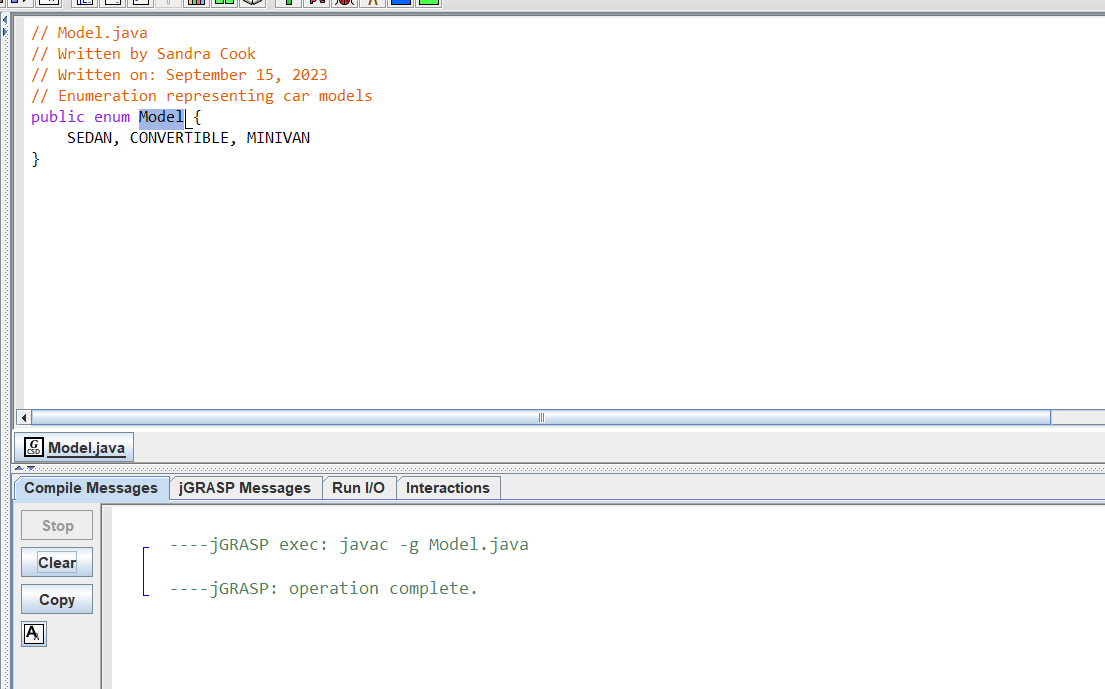 // Model.java
// Written by Sandra Cook
// Written on: September 15, 2023
// Enumeration representing car models
public enum Model {
    SEDAN, CONVERTIBLE, MINIVAN
}
Model.java
Compile Messages jGRASP Messages Run I/O Interactions
Stop
Clear
Copy
----jGRASP exec: javac -g Model.java
----jGRASP: operation complete.